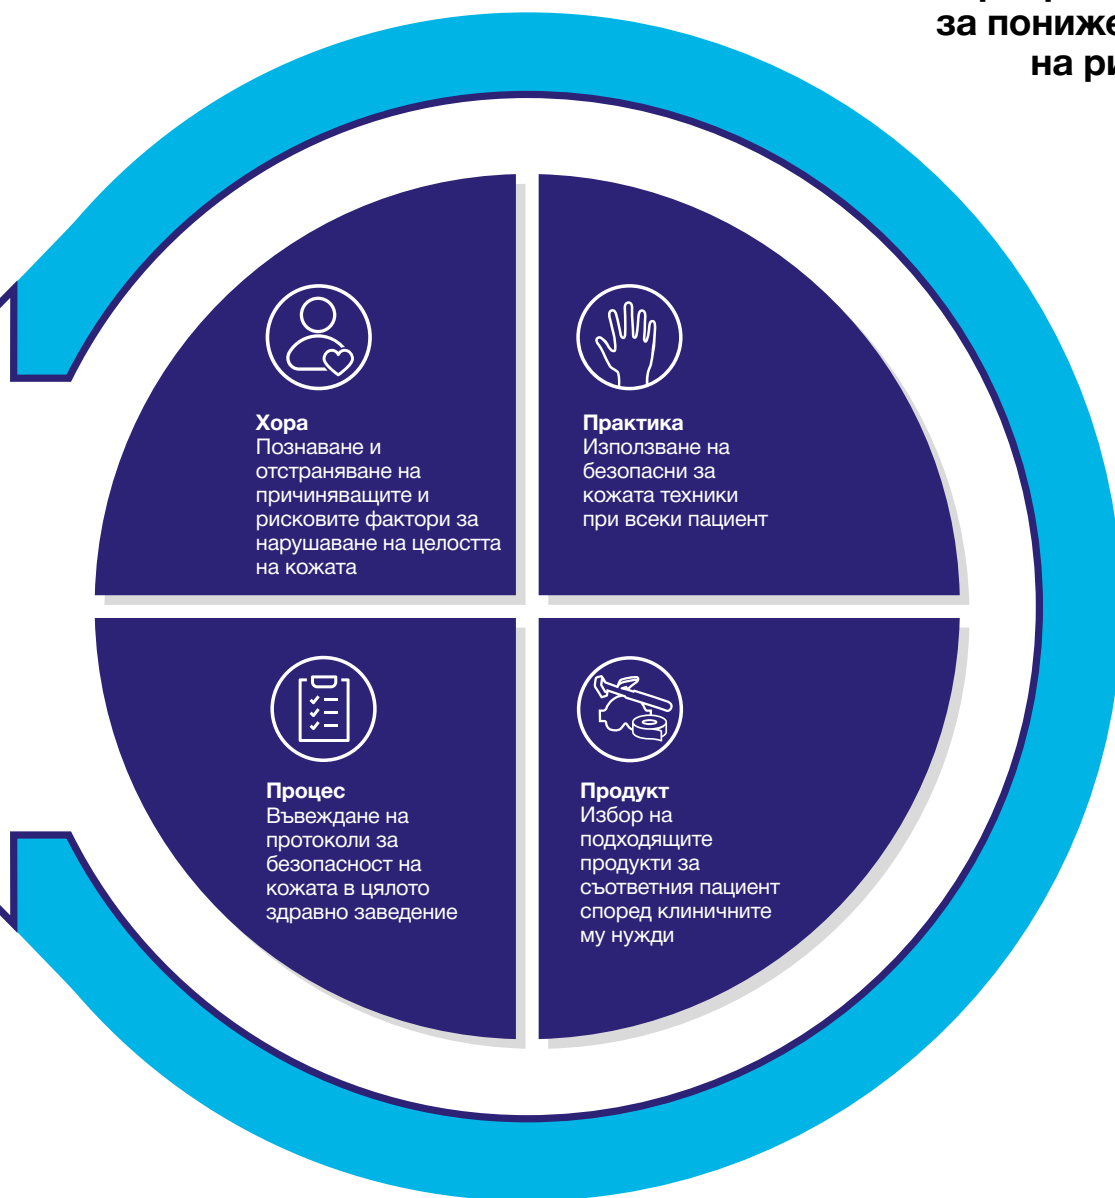 за
на
Хора
Познаване и
отстраняване на
причиняващите и
рисковите фактори за
нарушаване на целостта
на кожата
Практика
Използване на
безопасни за
кожата техники
при всеки пациент
Процес
Въвеждане на
протоколи за
безопасност на
кожата в цялото
здравно заведение
Продукт
Избор на
подходящите
продукти за
съответния пациент
според клиничните
му нужди